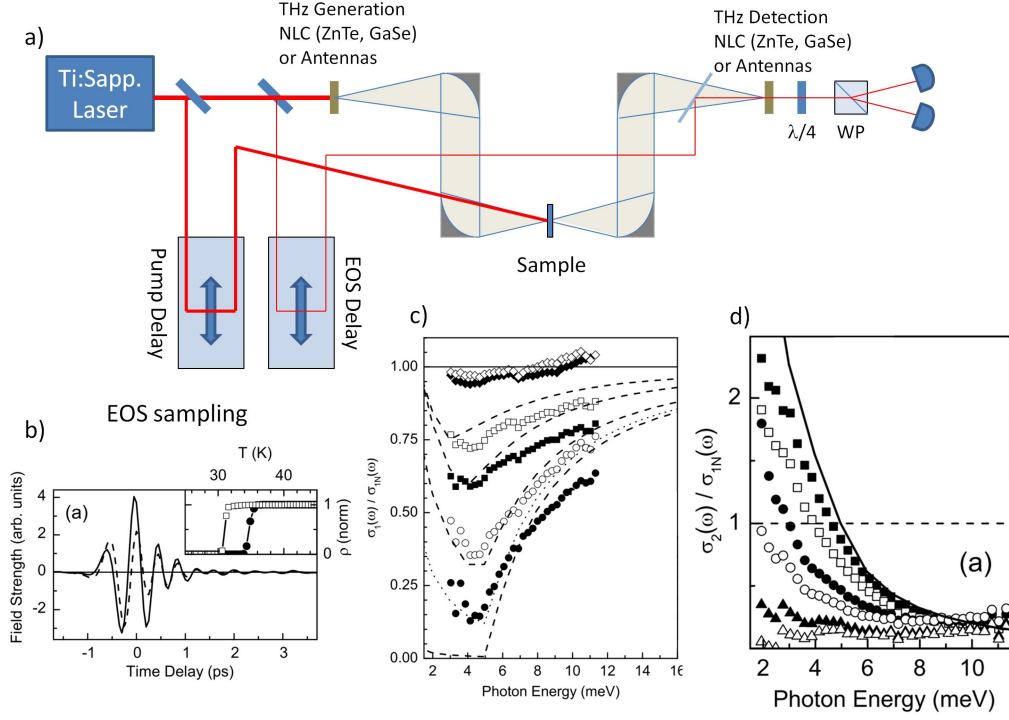 a)
THz Generation
NLC (ZnTe, GaSe)
or Antennas
THz Detection
NLC (ZnTe, GaSe)
or Antennas
Ti:Sapp.
Laser
λ/4
WP
Pump Delay
EOS Delay
Sample
EOS sampling
b)
T (K)
30
40
(a)
1
0
ρ (norm)
4
2
0
-2
Field Strength (arb. units)
-1
0
1
2
3
Time Delay (ps)
c)
1.00
0.75
0.50
0.25
0.00
σ1(ω) / σ1N(ω)
2
4
6
8
10
12
14
16
Photon Energy (meV)
d)
2
1
σ2(ω) / σ1N(ω)
(a)
2
4
6
8
10
Photon Energy (meV)